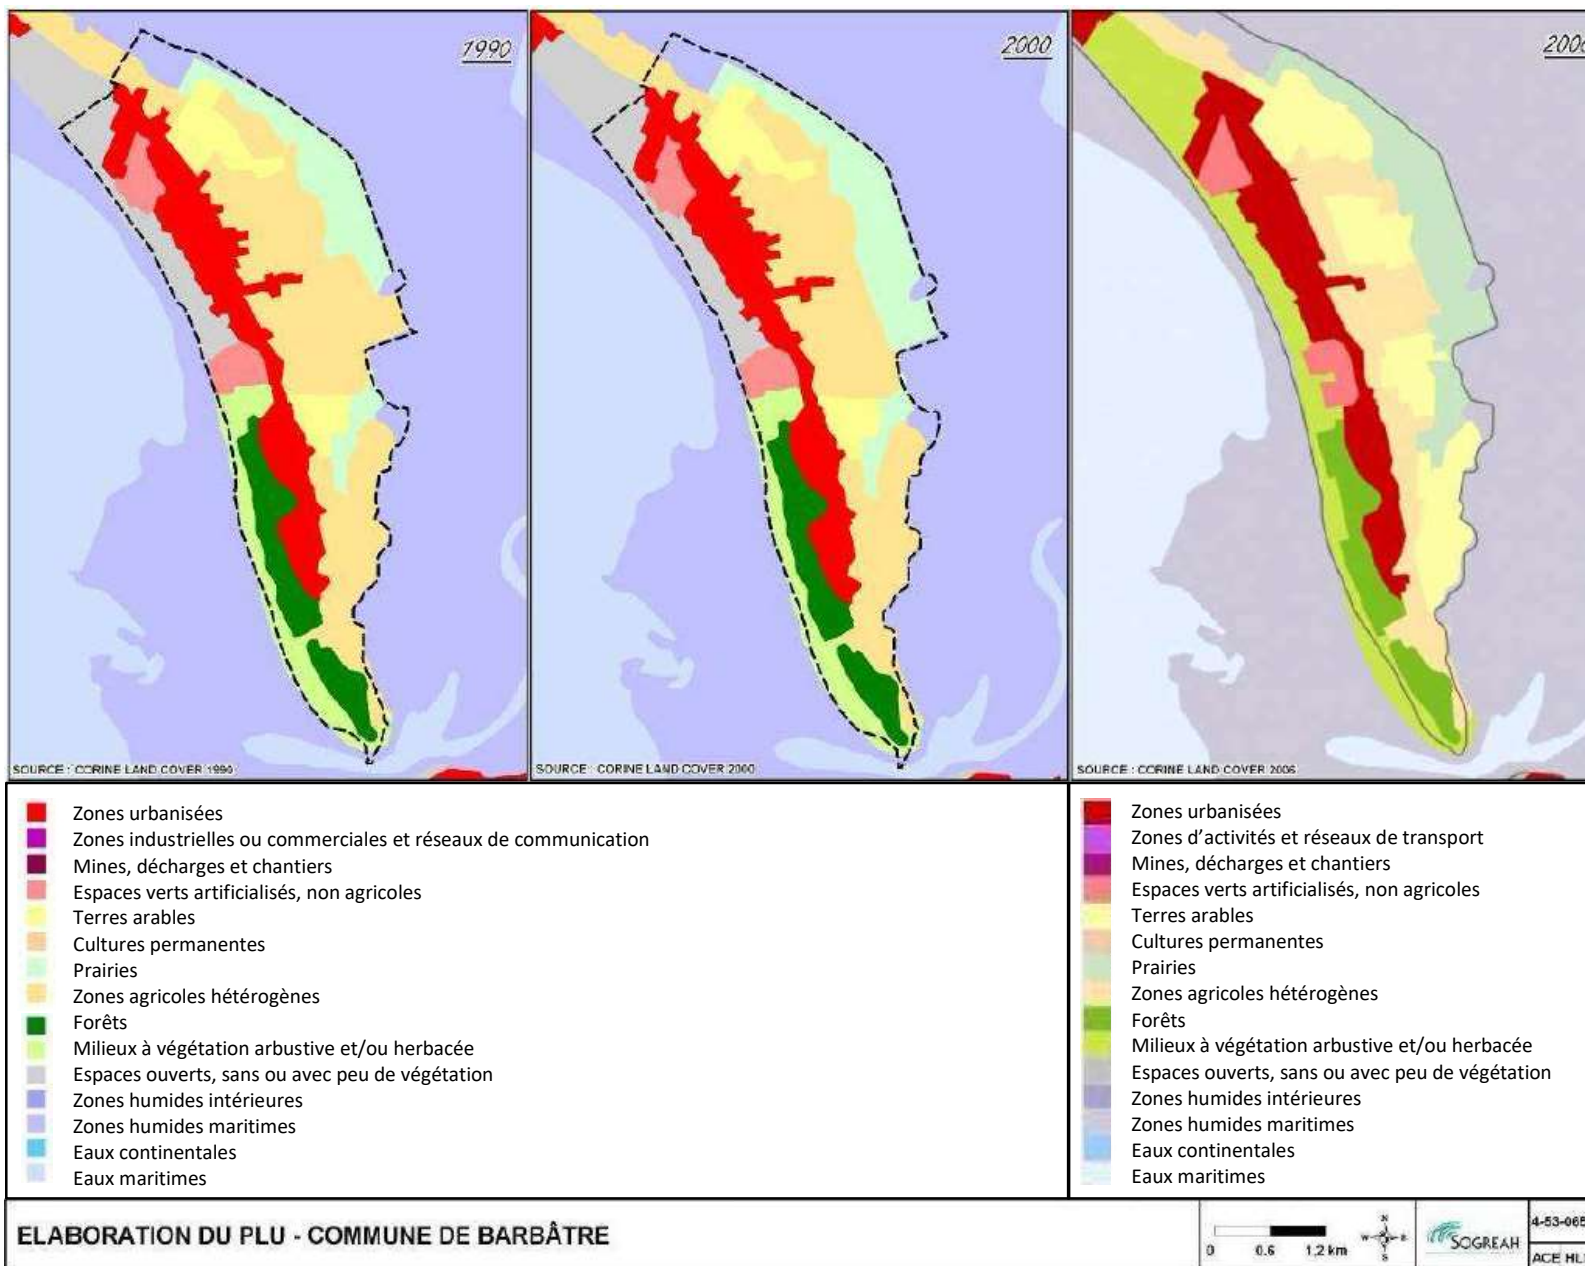 1990
2000
200
SOURCE : CORINE LAND COVER 1990
SOURCE : CORINE LAND COVER 2000
SOURCE : CORINE LAND COVER 2006
Zones urbanisées
Zones industrielles ou commerciales et réseaux de communication
Mines, décharges et chantiers
Espaces verts artificialisés, non agricoles
Terres arables
Cultures permanentes
Prairies
Zones agricoles hétérogènes
Forêts
Milieux à végétation arbustive et/ou herbacée
Espaces ouverts, sans ou avec peu de végétation
Zones humides intérieures
Zones humides maritimes
Eaux continentales
Eaux maritimes
Zones urbanisées
Zones d'activités et réseaux de transport
Mines, décharges et chantiers
Espaces verts artificialisés, non agricoles
Terres arables
Cultures permanentes
Prairies
Zones agricoles hétérogènes
Forêts
Milieux à végétation arbustive et/ou herbacée
Espaces ouverts, sans ou avec peu de végétation
Zones humides intérieures
Zones humides maritimes
Eaux continentales
Eaux maritimes
ELABORATION DU PLU - COMMUNE DE BARBÂTRE
0 0.6 1,2 km
N
W E
S
SOGREAH
4-53-065
ACE HL